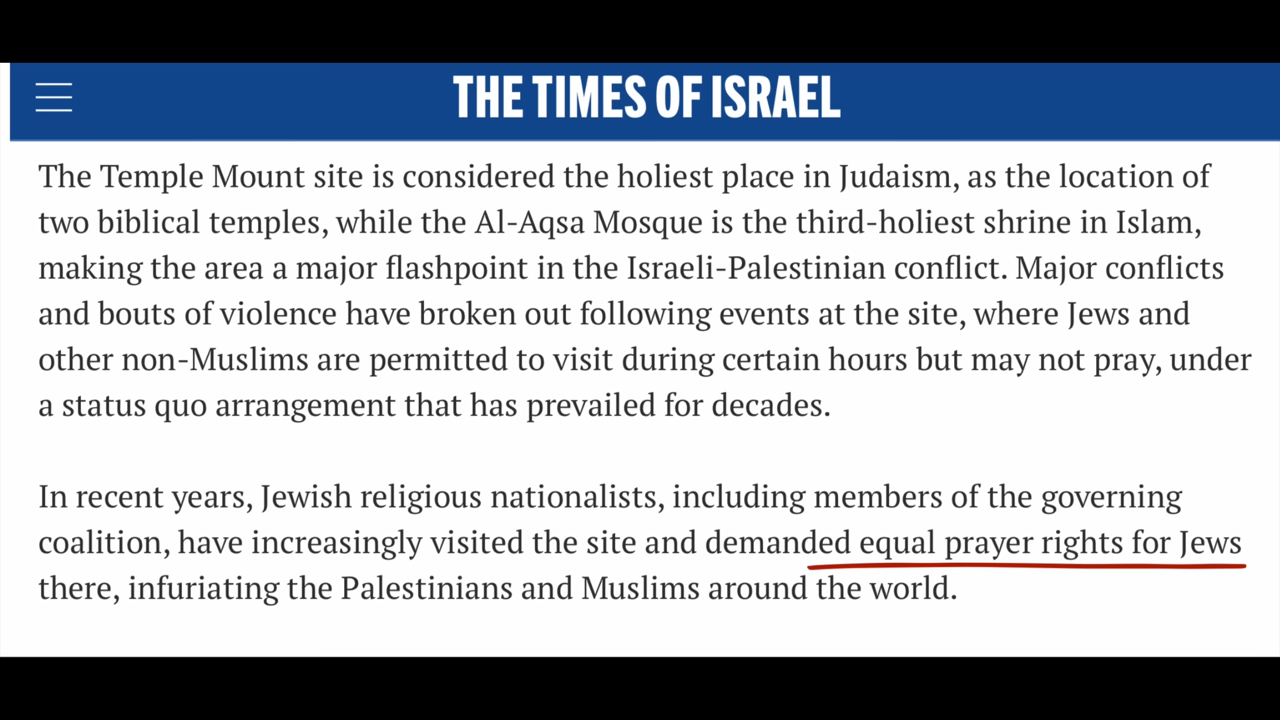 THE TIMES OF ISRAEL
The Temple Mount site is considered the holiest place in Judaism, as the location of
two biblical temples, while the Al-Aqsa Mosque is the third-holiest shrine in Islam,
making the area a major flashpoint in the Israeli-Palestinian conflict. Major conflicts
and bouts of violence have broken out following events at the site, where Jews and
other non-Muslims are permitted to visit during certain hours but may not pray, under
a status quo arrangement that has prevailed for decades.
In recent years, Jewish religious nationalists, including members of the governing
coalition, have increasingly visited the site and demanded equal prayer rights for Jews
there, infuriating the Palestinians and Muslims around the world.